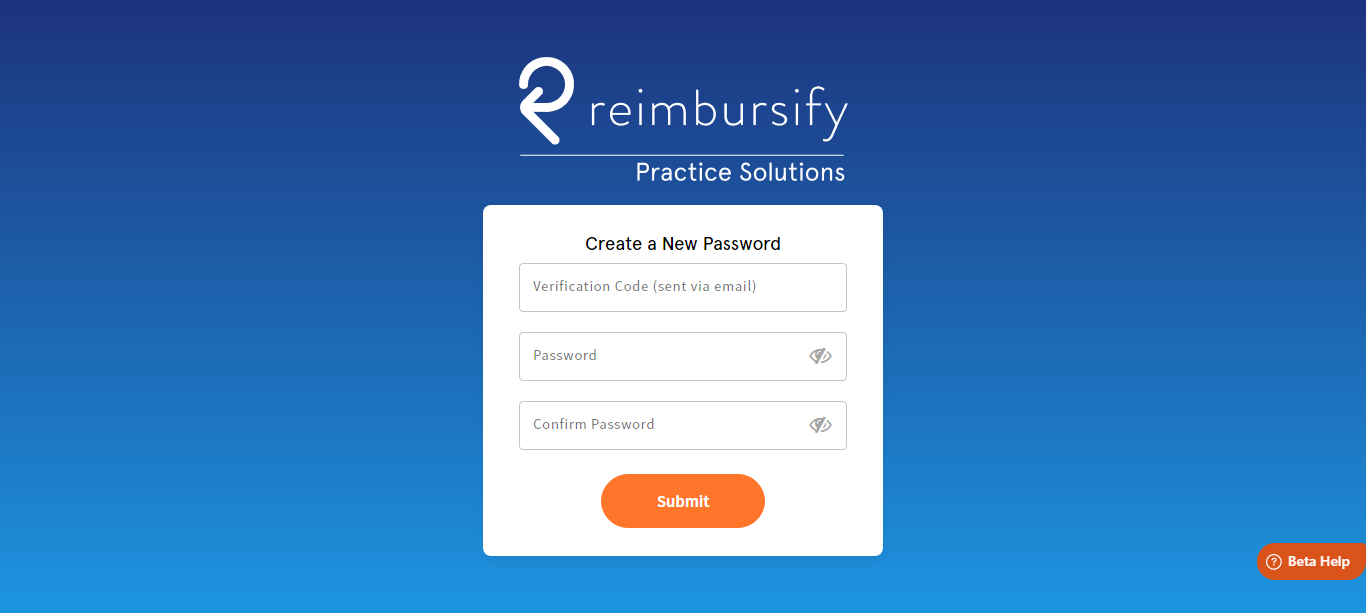 reimbursify
Practice Solutions
Create a New Password
Verification Code (sent via email)
Password
Confirm Password
Submit
Beta Help